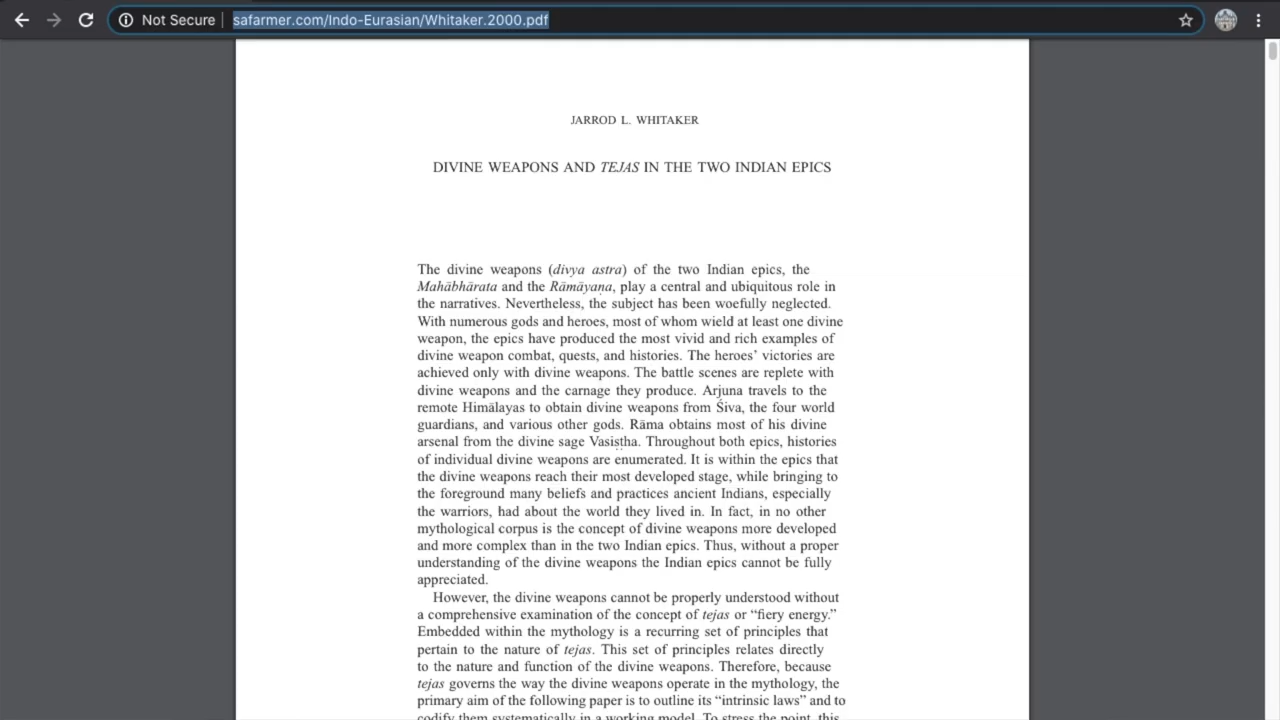 Not Secure
safarmer.com/Indo-Eurasian/Whitaker.2000.pdf
JARROD L. WHITAKER
DIVINE WEAPONS AND TEJAS IN THE TWO INDIAN EPICS
The divine weapons (divya astra) of the two Indian epics, the
Mahābhārata and the Rāmāyaṇa, play a central and ubiquitous role in
the narratives. Nevertheless, the subject has been woefully neglected.
With numerous gods and heroes, most of whom wield at least one divine
weapon, the epics have produced the most vivid and rich examples of
divine weapon combat, quests, and histories. The heroes’ victories are
achieved only with divine weapons. The battle scenes are replete with
divine weapons and the carnage they produce. Arjuna travels to the
remote Himālayas to obtain divine weapons from Śiva, the four world
guardians, and various other gods. Rāma obtains most of his divine
arsenal from the divine sage Vasiṣṭha. Throughout both epics, histories
of individual divine weapons are enumerated. It is within the epics that
the divine weapons reach their most developed stage, while bringing to
the foreground many beliefs and practices ancient Indians, especially
the warriors, had about the world they lived in. In fact, in no other
mythological corpus is the concept of divine weapons more developed
and more complex than in the two Indian epics. Thus, without a proper
understanding of the divine weapons the Indian epics cannot be fully
appreciated.
However, the divine weapons cannot be properly understood without
a comprehensive examination of the concept of tejas or “fiery energy.”
Embedded within the mythology is a recurring set of principles that
pertain to the nature of tejas. This set of principles relates directly
to the nature and function of the divine weapons. Therefore, because
tejas governs the way the divine weapons operate in the mythology, the
primary aim of the following paper is to outline its “intrinsic laws” and to
codify them systematically in a working model. To stress the point, this